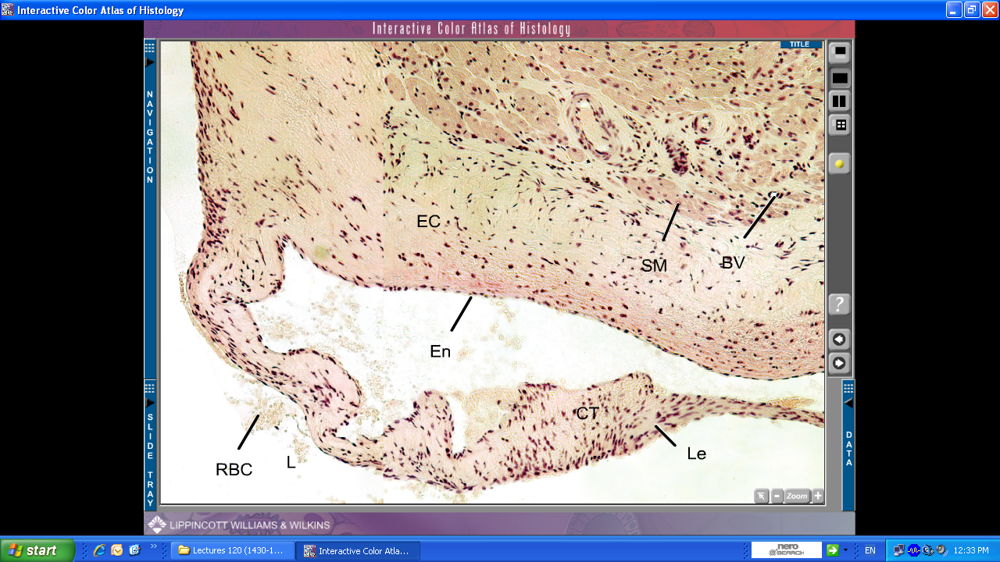 Interactive Color Atlas of Histology
Interactive Color Atlas of Histology
TITLE
NAVIGATION
EC
SM
BV
?
En
CT
Le
RBC
L
SLIDE TRAY
DATA
- Zoom +
LIPPINCOTT WILLIAMS & WILKINS
start
»
Lectures 120 (1430-1...
Interactive Color Atla...
nero
SEARCH
EN
12:33 PM